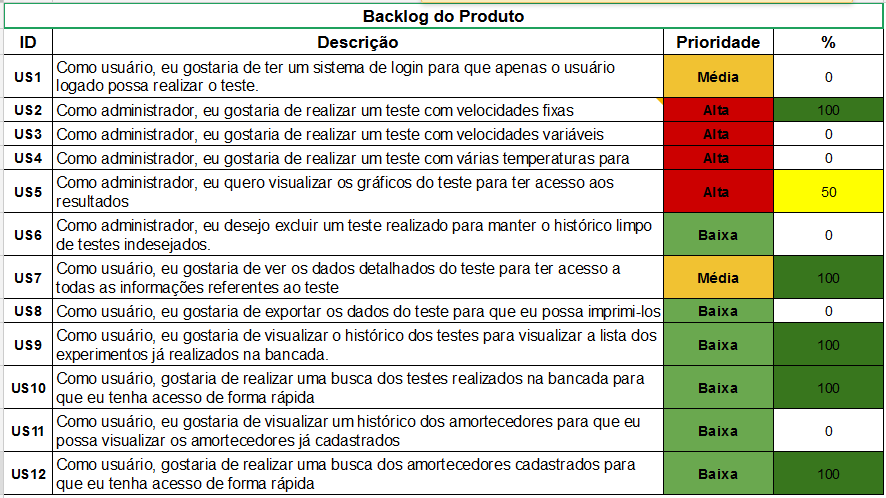 Backlog do Produto
ID Descrição Prioridade %
US1 Como usuário, eu gostaria de ter um sistema de login para que apenas o usuário Média 0
logado possa realizar o teste.
US2 Como administrador, eu gostaria de realizar um teste com velocidades fixas Alta 100
US3 Como administrador, eu gostaria de realizar um teste com velocidades variáveis Alta 0
US4 Como administrador, eu gostaria de realizar um teste com várias temperaturas para Alta 0
US5 Como administrador, eu quero visualizar os gráficos do teste para ter acesso aos Alta 50
resultados
US6 Como administrador, eu desejo excluir um teste realizado para manter o histórico limpo Baixa 0
de testes indesejados.
US7 Como usuário, eu gostaria de ver os dados detalhados do teste para ter acesso a Média 100
todas as informações referentes ao teste
US8 Como usuário, eu gostaria de exportar os dados do teste para que eu possa imprimi-los Baixa 0
US9 Como usuário, eu gostaria de visualizar o histórico dos testes para visualizar a lista dos Baixa 100
experimentos já realizados na bancada.
US10 Como usuário, gostaria de realizar uma busca dos testes realizados na bancada para Baixa 100
que eu tenha acesso de forma rápida
US11 Como usuário, eu gostaria de visualizar um histórico dos amortecedores para que eu Baixa 0
possa visualizar os amortecedores já cadastrados
US12 Como usuário, gostaria de realizar uma busca dos amortecedores cadastrados para Baixa 100
que eu tenha acesso de forma rápida